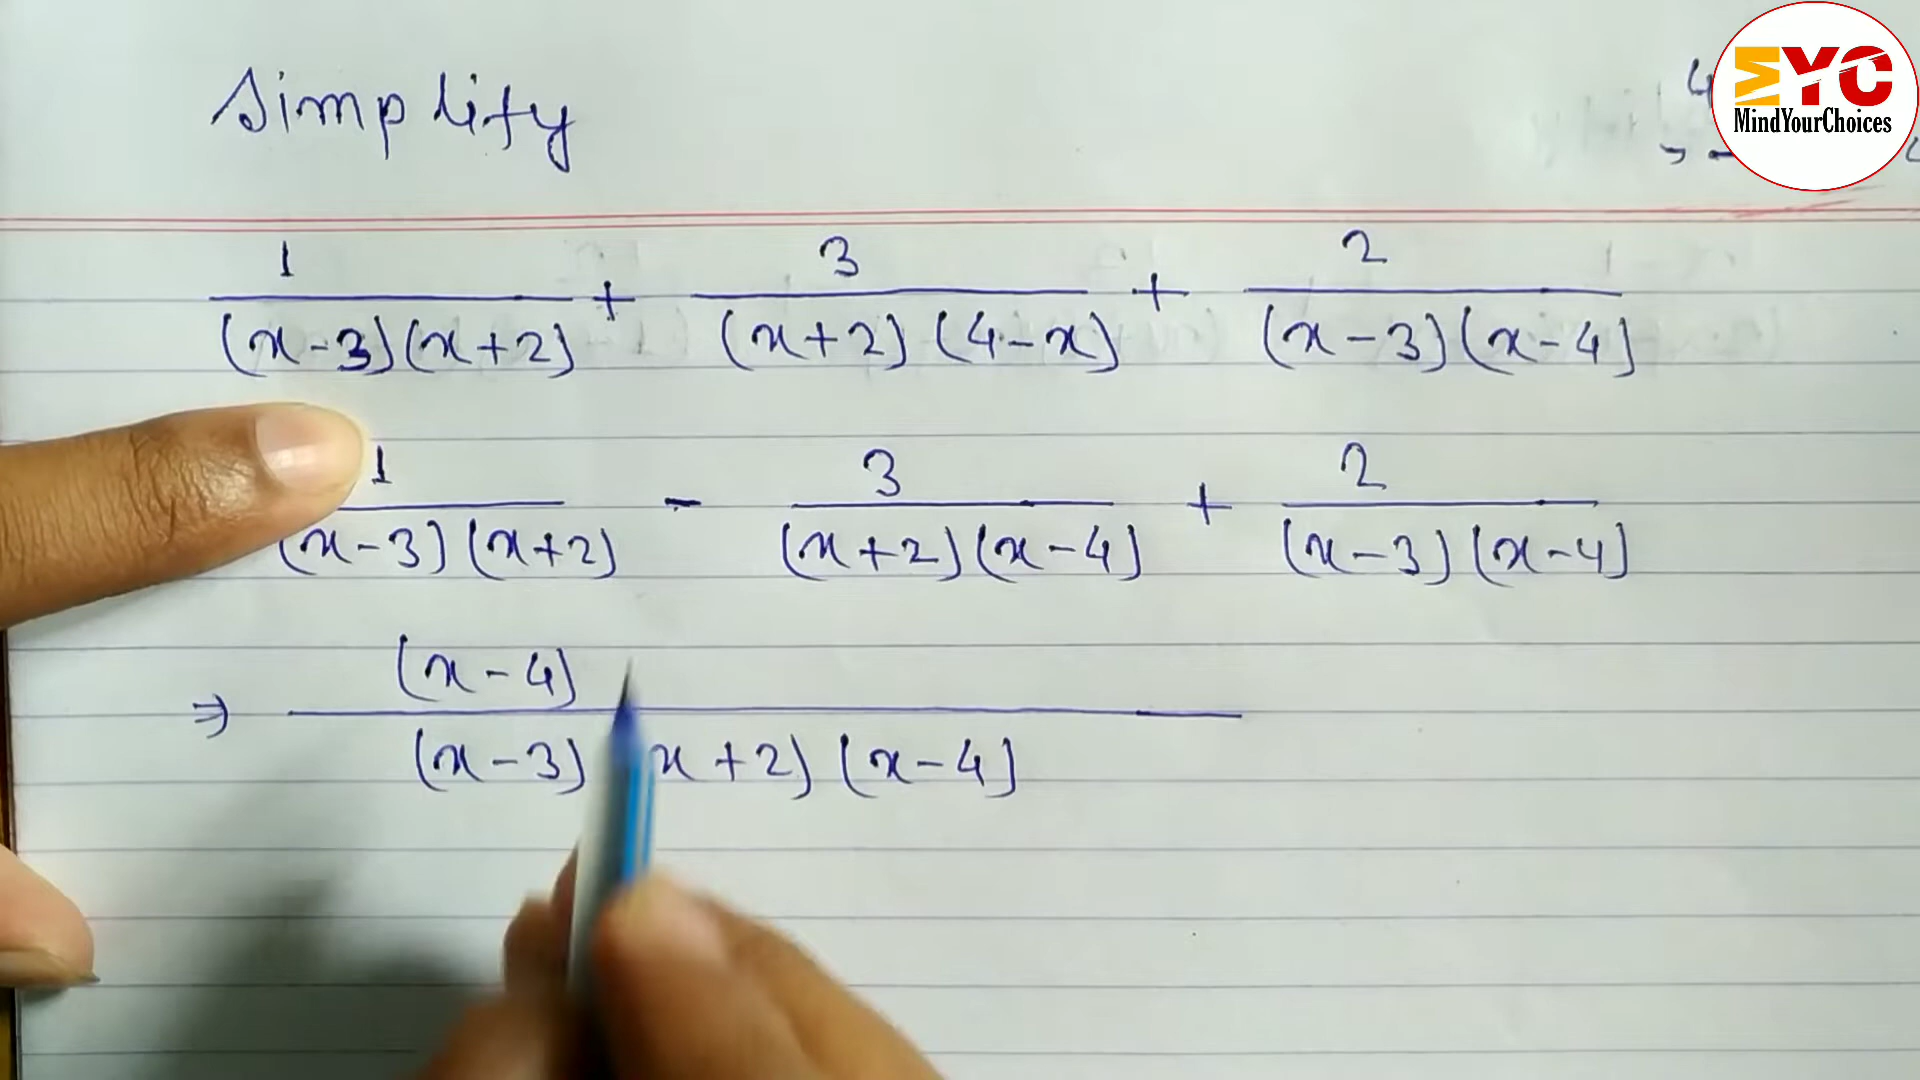 Simplify
MYC
MindYourChoices
1/((x-3)(x+2)) + 3/((x+2)(4-x)) + 2/((x-3)(x-4))
1/((x-3)(x+2)) - 3/((x+2)(x-4)) + 2/((x-3)(x-4))
⇒ (x-4)/((x-3) x+2)(x-4))